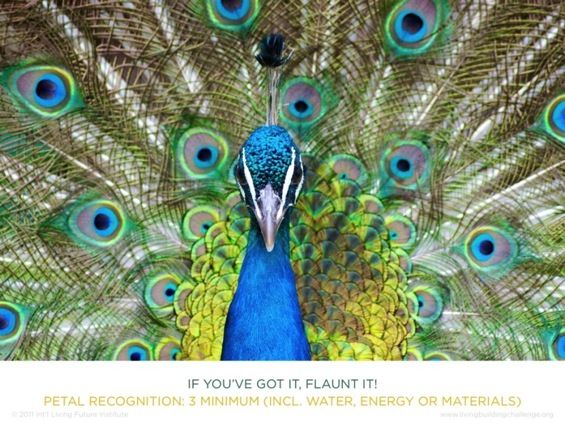 IF YOU'VE GOT IT, FLAUNT IT!
PETAL RECOGNITION: 3 MINIMUM (INCL. WATER, ENERGY OR MATERIALS)
© 2011 Int'l Living Future Institute
www.livingbuildingchallenge.org